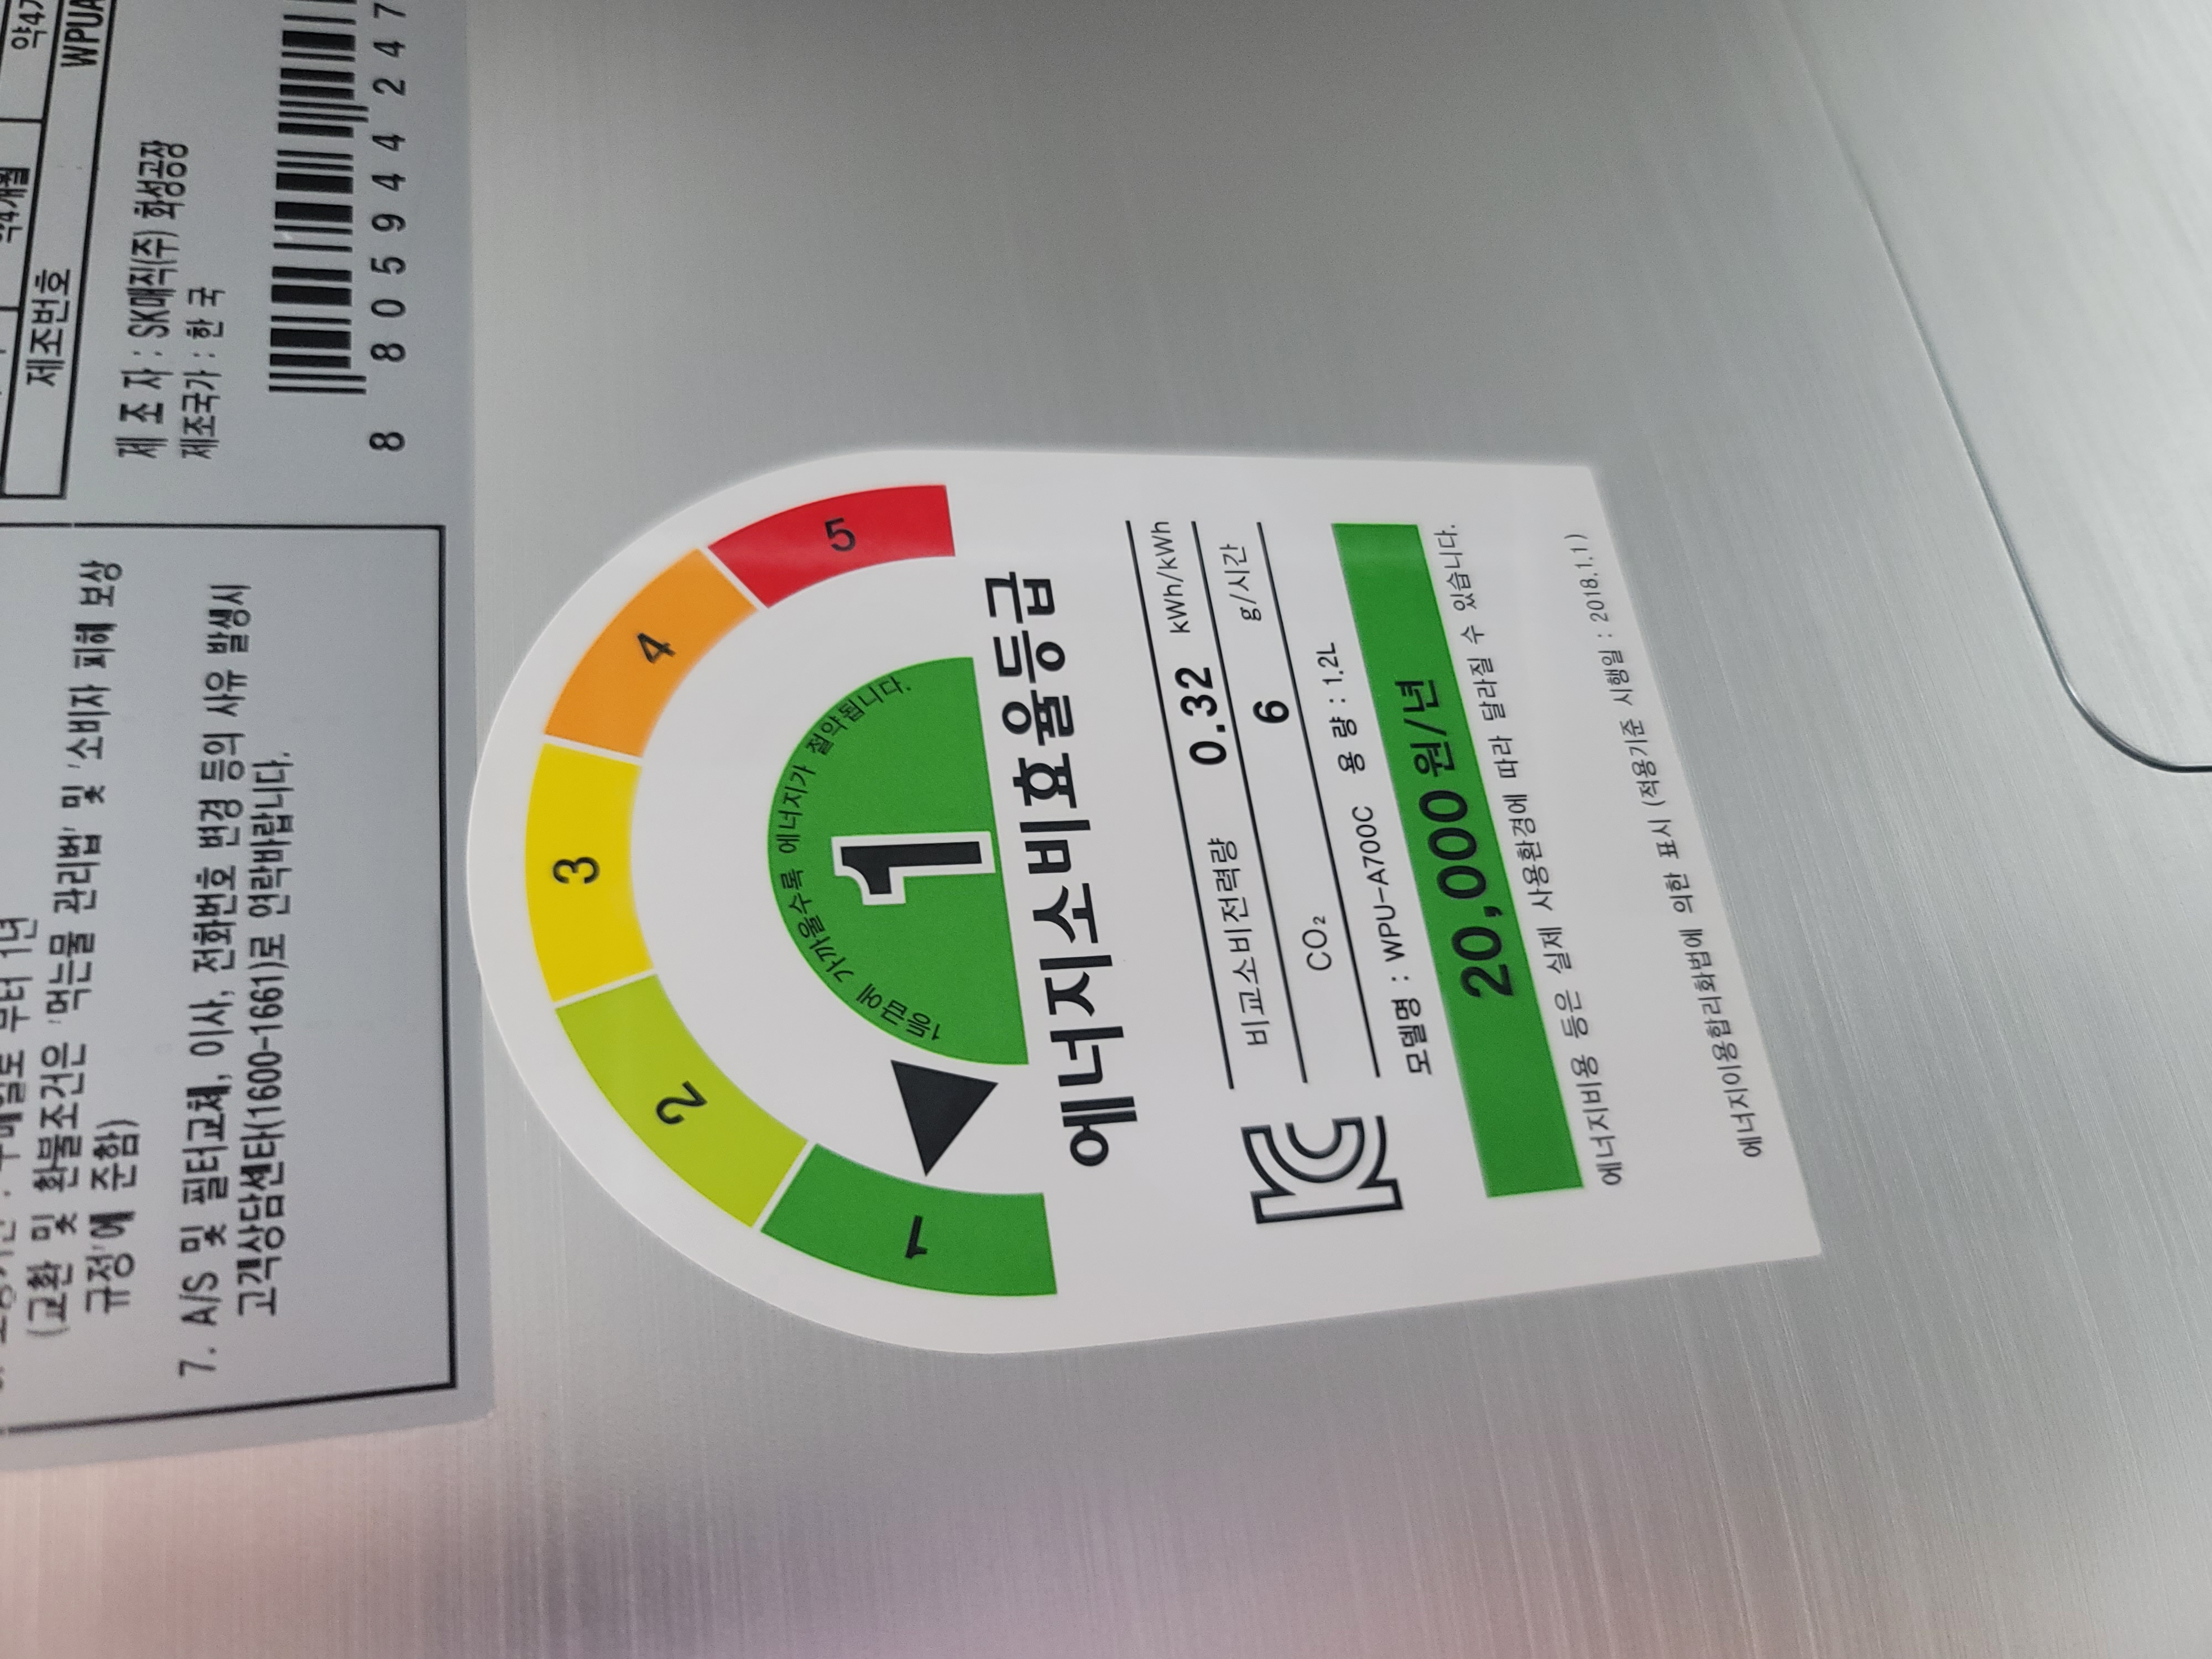 (교환 및 환불조건은 '먹는물 관리법' 및 '소비자 피해 보상
규정'에 준함)
7. A/S 및 필터교체, 이사, 전화번호 변경 등의 사유 발생시
고객상담센타(1600-1661)로 연락바랍니다.
제조번호
WPUA
제 조 자 : SK매직(주) 화성공장
제조국가 : 한 국
8 805944 247
1 2 3 4 5
1등급에 가까울수록 에너지가 절약됩니다.
1
에너지소비효율등급
비교소비전력량 0.32 kWh/kWh
CO₂ 6 g/시간
모델명 : WPU-A700C 용 량 : 1.2L
20,000 원/년
에너지비용 등은 실제 사용환경에 따라 달라질 수 있습니다.
에너지이용합리화법에 의한 표시 (적용기준 시행일 : 2018.1.1)